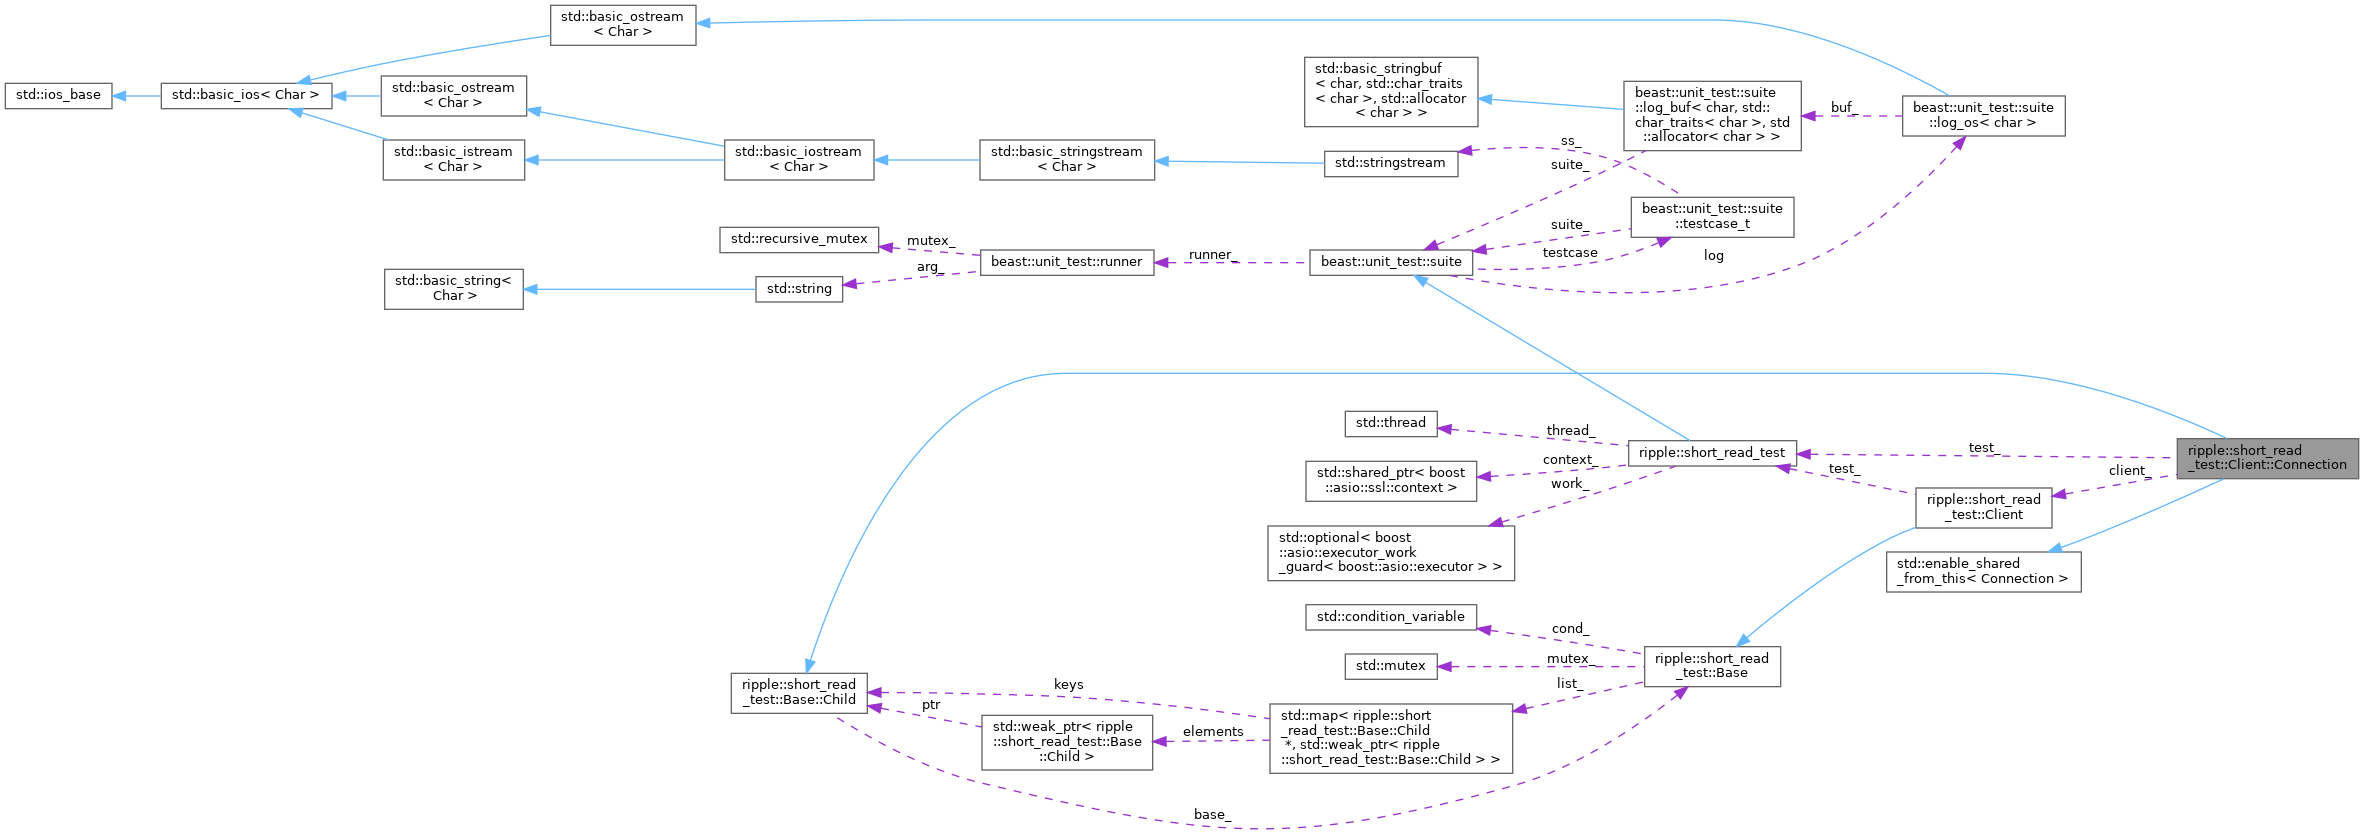 std::basic_ostream
< Char >
std::ios_base
std::basic_ios< Char >
std::basic_ostream
< Char >
std::basic_istream
< Char >
std::basic_iostream
< Char >
std::basic_stringstream
< Char >
std::stringstream
std::basic_stringbuf
< char, std::char_traits
< char >, std::allocator
< char > >
beast::unit_test::suite
::log_buf< char, std::
char_traits< char >, std
::allocator< char > >
buf_
beast::unit_test::suite
::log_os< char >
ss_
suite_
beast::unit_test::suite
::testcase_t
suite_
testcase
log
std::recursive_mutex
mutex_
arg_
beast::unit_test::runner
runner_
beast::unit_test::suite
std::basic_string<
Char >
std::string
std::thread
thread_
std::shared_ptr< boost
::asio::ssl::context >
context_
work_
ripple::short_read_test
test_
test_
client_
ripple::short_read
_test::Client::Connection
ripple::short_read
_test::Client
std::optional< boost
::asio::executor_work
_guard< boost::asio::executor > >
std::enable_shared
_from_this< Connection >
std::condition_variable
cond_
std::mutex
mutex_
list_
ripple::short_read
_test::Base
ripple::short_read
_test::Base::Child
keys
ptr
std::weak_ptr< ripple
::short_read_test::Base
::Child >
elements
std::map< ripple::short
_read_test::Base::Child
*, std::weak_ptr< ripple
::short_read_test::Base::Child > >
base_